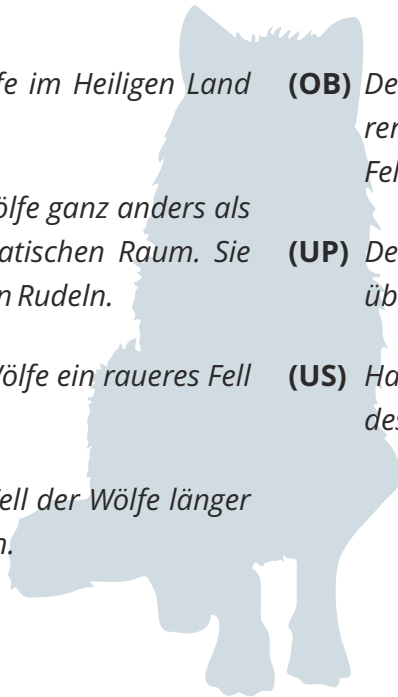 fe im Heiligen Land
ölfe ganz anders als
atischen Raum. Sie
n Rudeln.
Wölfe ein raueres Fell
ell der Wölfe länger
n.
(OB) De
rer
Fel
(UP) De
üb
(US) Ha
des